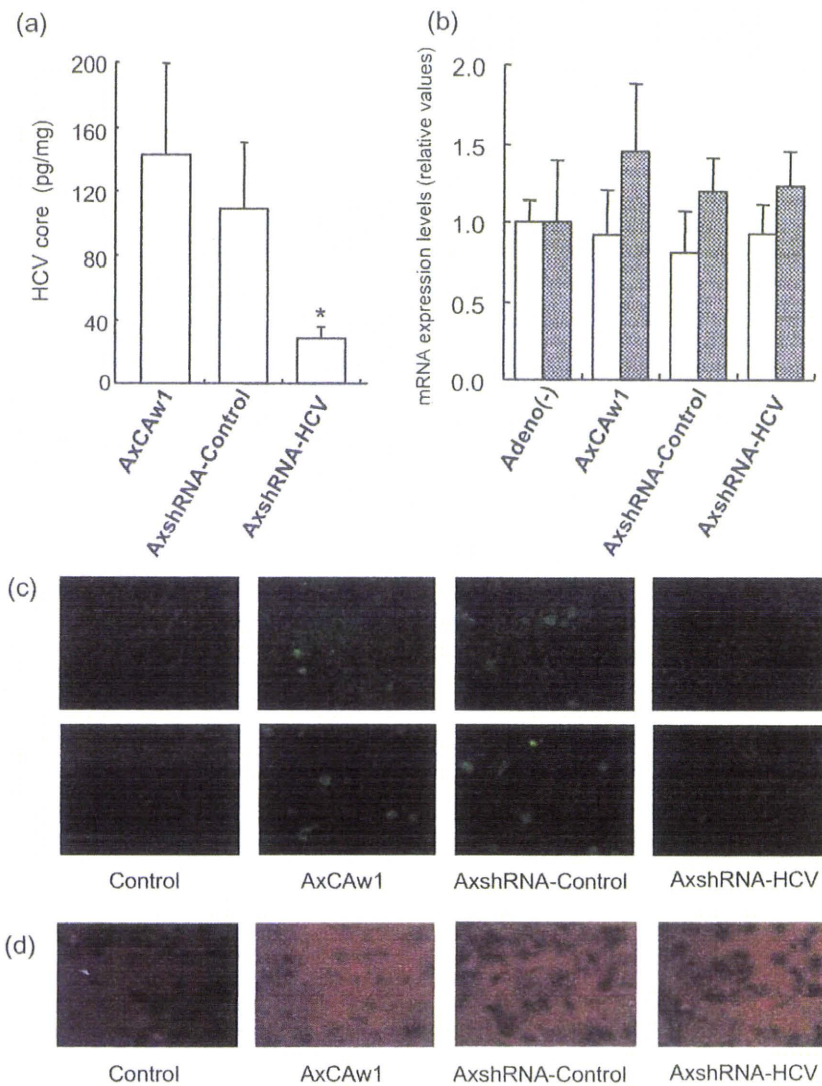 (a)
HCV core (pg/mg)
200
160
120
80
40
0
*
AxCAw1
AxshRNA-Control
AxshRNA-HCV
(b)
mRNA expression levels (relative values)
2.0
1.5
1.0
0.5
0.0
Adeno(-)
AxCAw1
AxshRNA-Control
AxshRNA-HCV
(c)
Control AxCAw1 AxshRNA-Control AxshRNA-HCV
(d)
Control AxCAw1 AxshRNA-Control AxshRNA-HCV